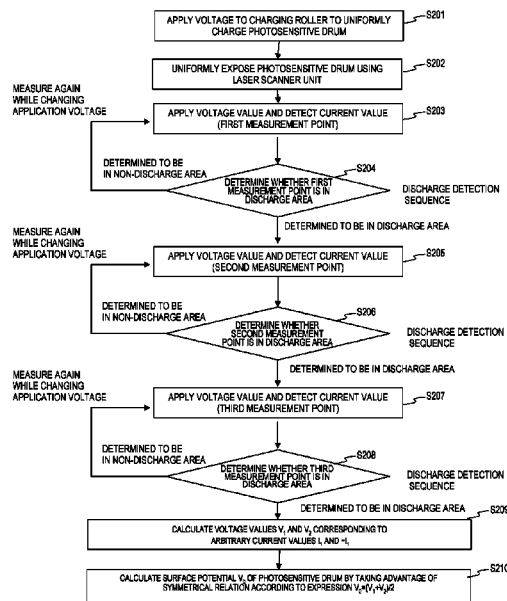 APPLY VOLTAGE TO CHARGING ROLLER TO UNIFORMLY
CHARGE PHOTOSENSITIVE DRUM
S201
UNIFORMLY EXPOSE PHOTOSENSITIVE DRUM USING
LASER SCANNER UNIT
S202
MEASURE AGAIN
WHILE CHANGING
APPLICATION VOLTAGE
APPLY VOLTAGE VALUE AND DETECT CURRENT VALUE
(FIRST MEASUREMENT POINT)
S203
DETERMINED TO BE
IN NON-DISCHARGE AREA
S204
DETERMINE WHETHER FIRST
MEASUREMENT POINT IS IN
DISCHARGE AREA
DISCHARGE DETECTION
SEQUENCE
DETERMINED TO BE IN DISCHARGE AREA
MEASURE AGAIN
WHILE CHANGING
APPLICATION VOLTAGE
APPLY VOLTAGE VALUE AND DETECT CURRENT VALUE
(SECOND MEASUREMENT POINT)
S205
DETERMINED TO BE
IN NON-DISCHARGE AREA
S206
DETERMINE WHETHER
SECOND MEASUREMENT
POINT IS IN DISCHARGE AREA
DISCHARGE DETECTION
SEQUENCE
DETERMINED TO BE IN DISCHARGE AREA
MEASURE AGAIN
WHILE CHANGING
APPLICATION VOLTAGE
APPLY VOLTAGE VALUE AND DETECT CURRENT VALUE
(THIRD MEASUREMENT POINT)
S207
DETERMINED TO BE
IN NON-DISCHARGE AREA
S208
DETERMINE WHETHER THIRD
MEASUREMENT POINT IS IN
DISCHARGE AREA
DISCHARGE DETECTION
SEQUENCE
DETERMINED TO BE IN DISCHARGE AREA
S209
CALCULATE VOLTAGE VALUES V₁ AND V₂ CORRESPONDING TO
ARBITRARY CURRENT VALUES I₁ AND -I₁
S210
CALCULATE SURFACE POTENTIAL OF PHOTOSENSITIVE DRUM BY TAKING ADVANTAGE OF
SYMMETRICAL RELATION ACCORDING TO EXPRESSION